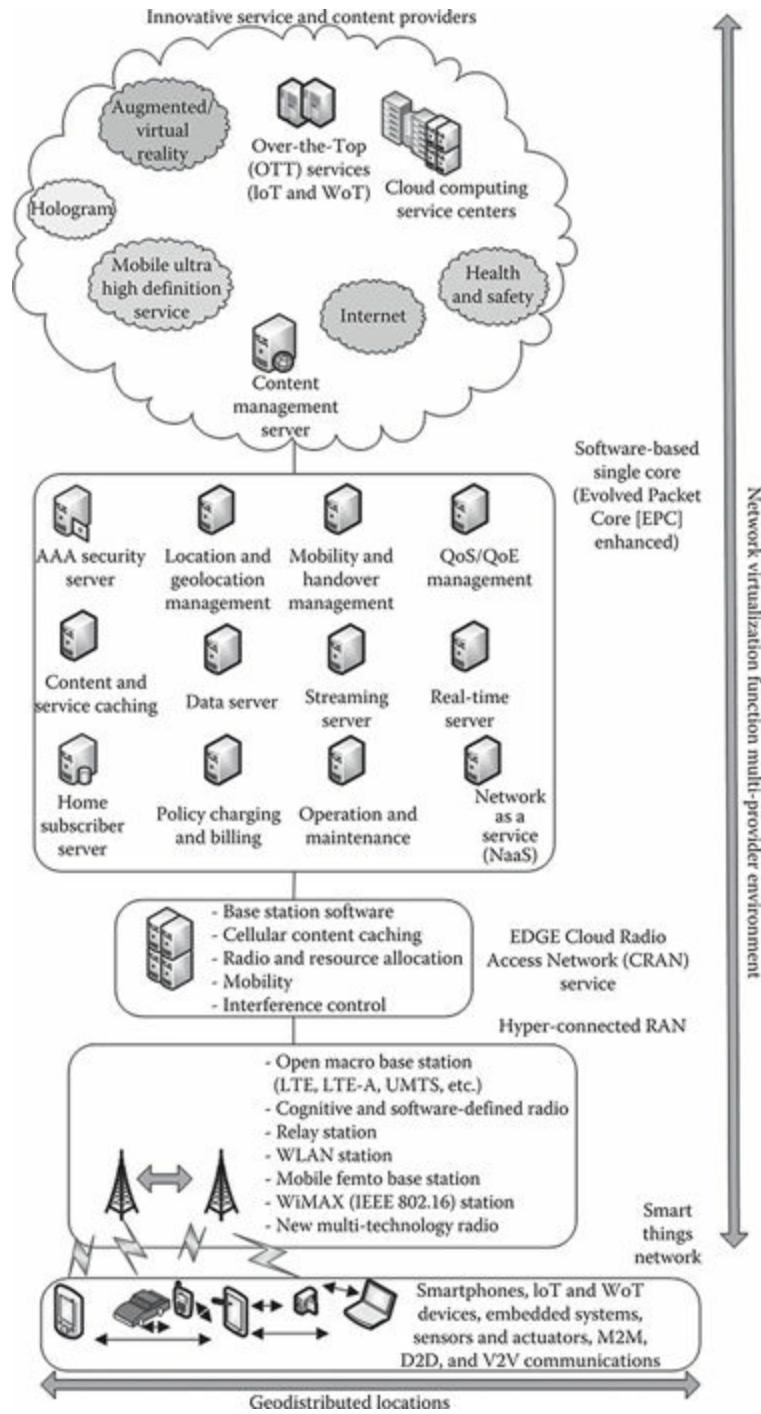 Innovative service and content providers
Augmented/
virtual
reality
Over-the-Top
(OTT) services
(IoT and WoT)
Cloud computing
service centers
Hologram
Mobile ultra
high definition
service
Internet
Health
and safety
Content
management
server
Software-based
single core
(Evolved Packet
Core [EPC]
enhanced)
AAA security
server
Location and
geolocation
management
Mobility and
handover
management
QoS/QoE
management
Content and
service caching
Data server
Streaming
server
Real-time
server
Home
subscriber
server
Policy charging
and billing
Operation and
maintenance
Network
as a
service
(NaaS)
Network virtualization function multi-provider environment
- Base station software
- Cellular content caching
- Radio and resource allocation
- Mobility
- Interference control
EDGE Cloud Radio
Access Network (CRAN)
service
Hyper-connected RAN
- Open macro base station
(LTE, LTE-A, UMTS, etc.)
- Cognitive and software-defined radio
- Relay station
- WLAN station
- Mobile femto base station
- WiMAX (IEEE 802.16) station
- New multi-technology radio
Smart
things
network
Smartphones, IoT and WoT
devices, embedded systems,
sensors and actuators, M2M,
D2D, and V2V communications
Geodistributed locations